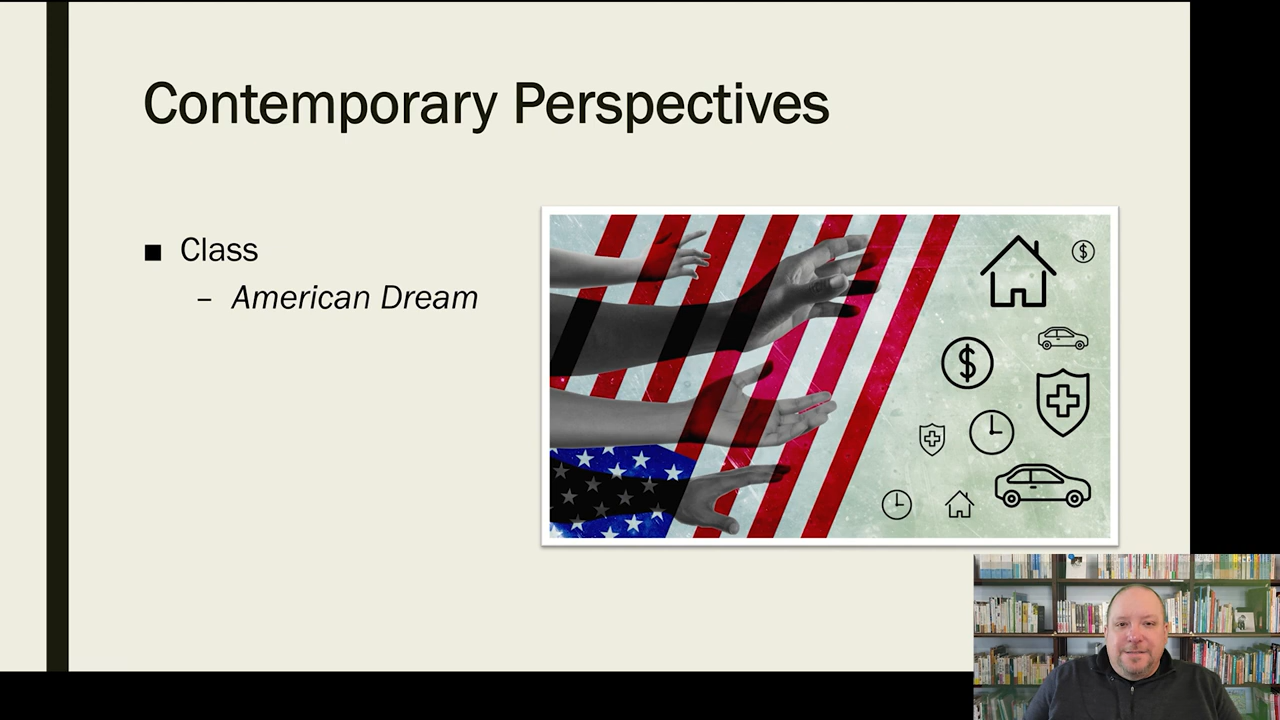 Contemporary Perspectives
■ Class
– American Dream